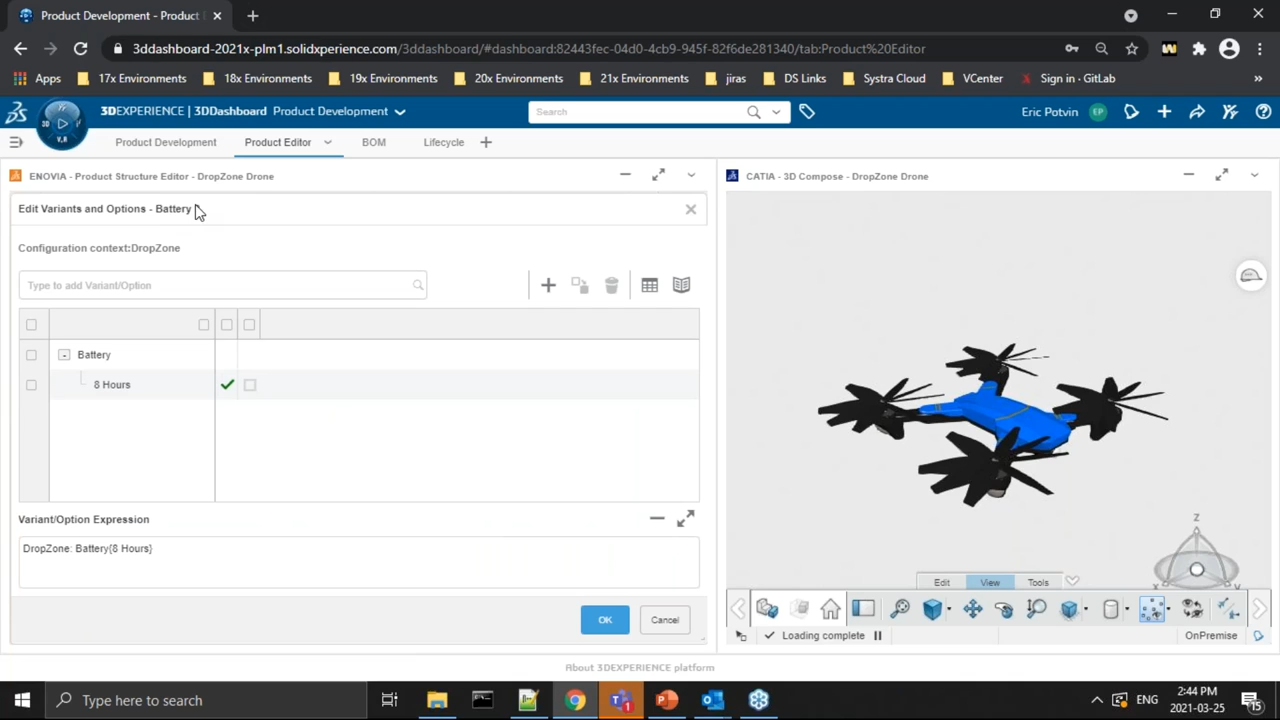 Product Development - Product
3ddashboard-2021x-plm1.solidxperience.com/3ddashboard/#dashboard:82443fec-04d0-4cb9-945f-82f6de281340/tab:Product%20Editor
Apps 17x Environments 18x Environments 19x Environments 20x Environments 21x Environments jiras DS Links Systra Cloud VCenter Sign in · GitLab »
3DEXPERIENCE | 3DDashboard Product Development Search Eric Potvin EP
3D V.R
Product Development Product Editor BOM Lifecycle
ENOVIA - Product Structure Editor - DropZone Drone
CATIA - 3D Compose - DropZone Drone
Edit Variants and Options - Battery
Configuration context:DropZone
Type to add Variant/Option
Battery
8 Hours
Variant/Option Expression
DropZone: Battery{8 Hours}
OK Cancel
Z
Edit View Tools
Loading complete OnPremise
About 3DEXPERIENCE platform
Type here to search
1
ENG
2:44 PM
2021-03-25
15